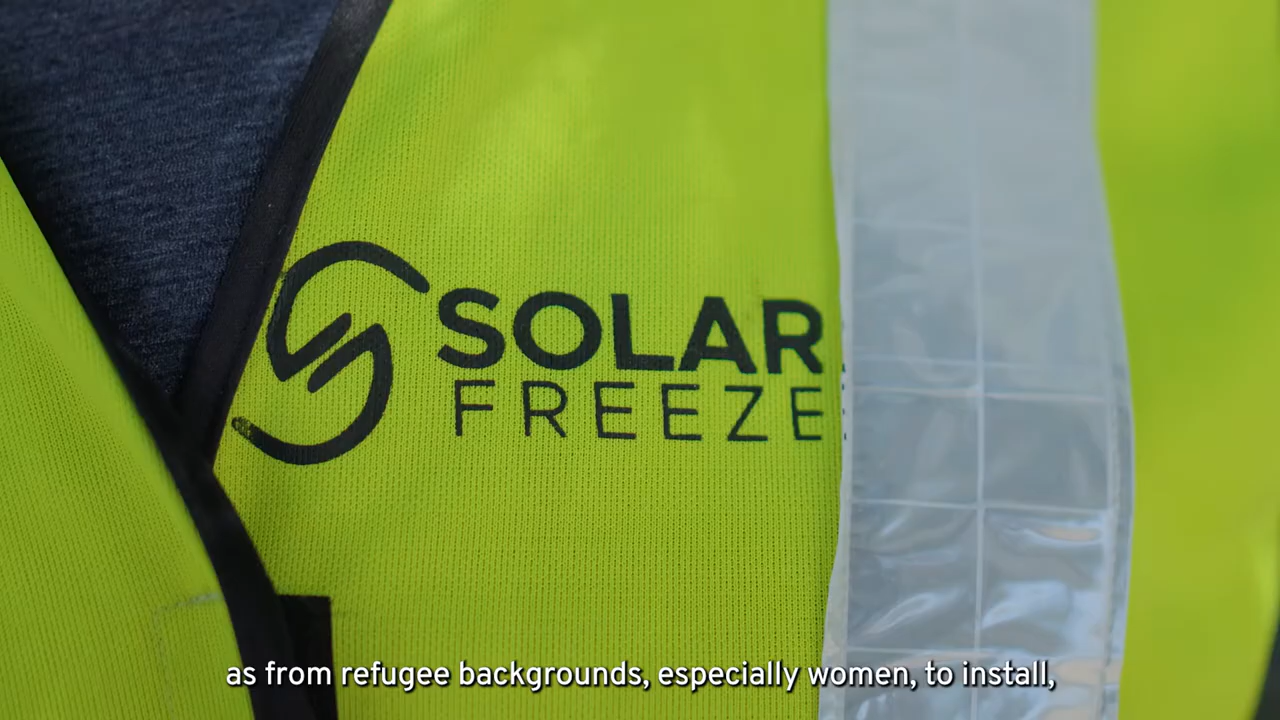 SOLAR
FREEZE
as from refugee backgrounds, especially women, to install,